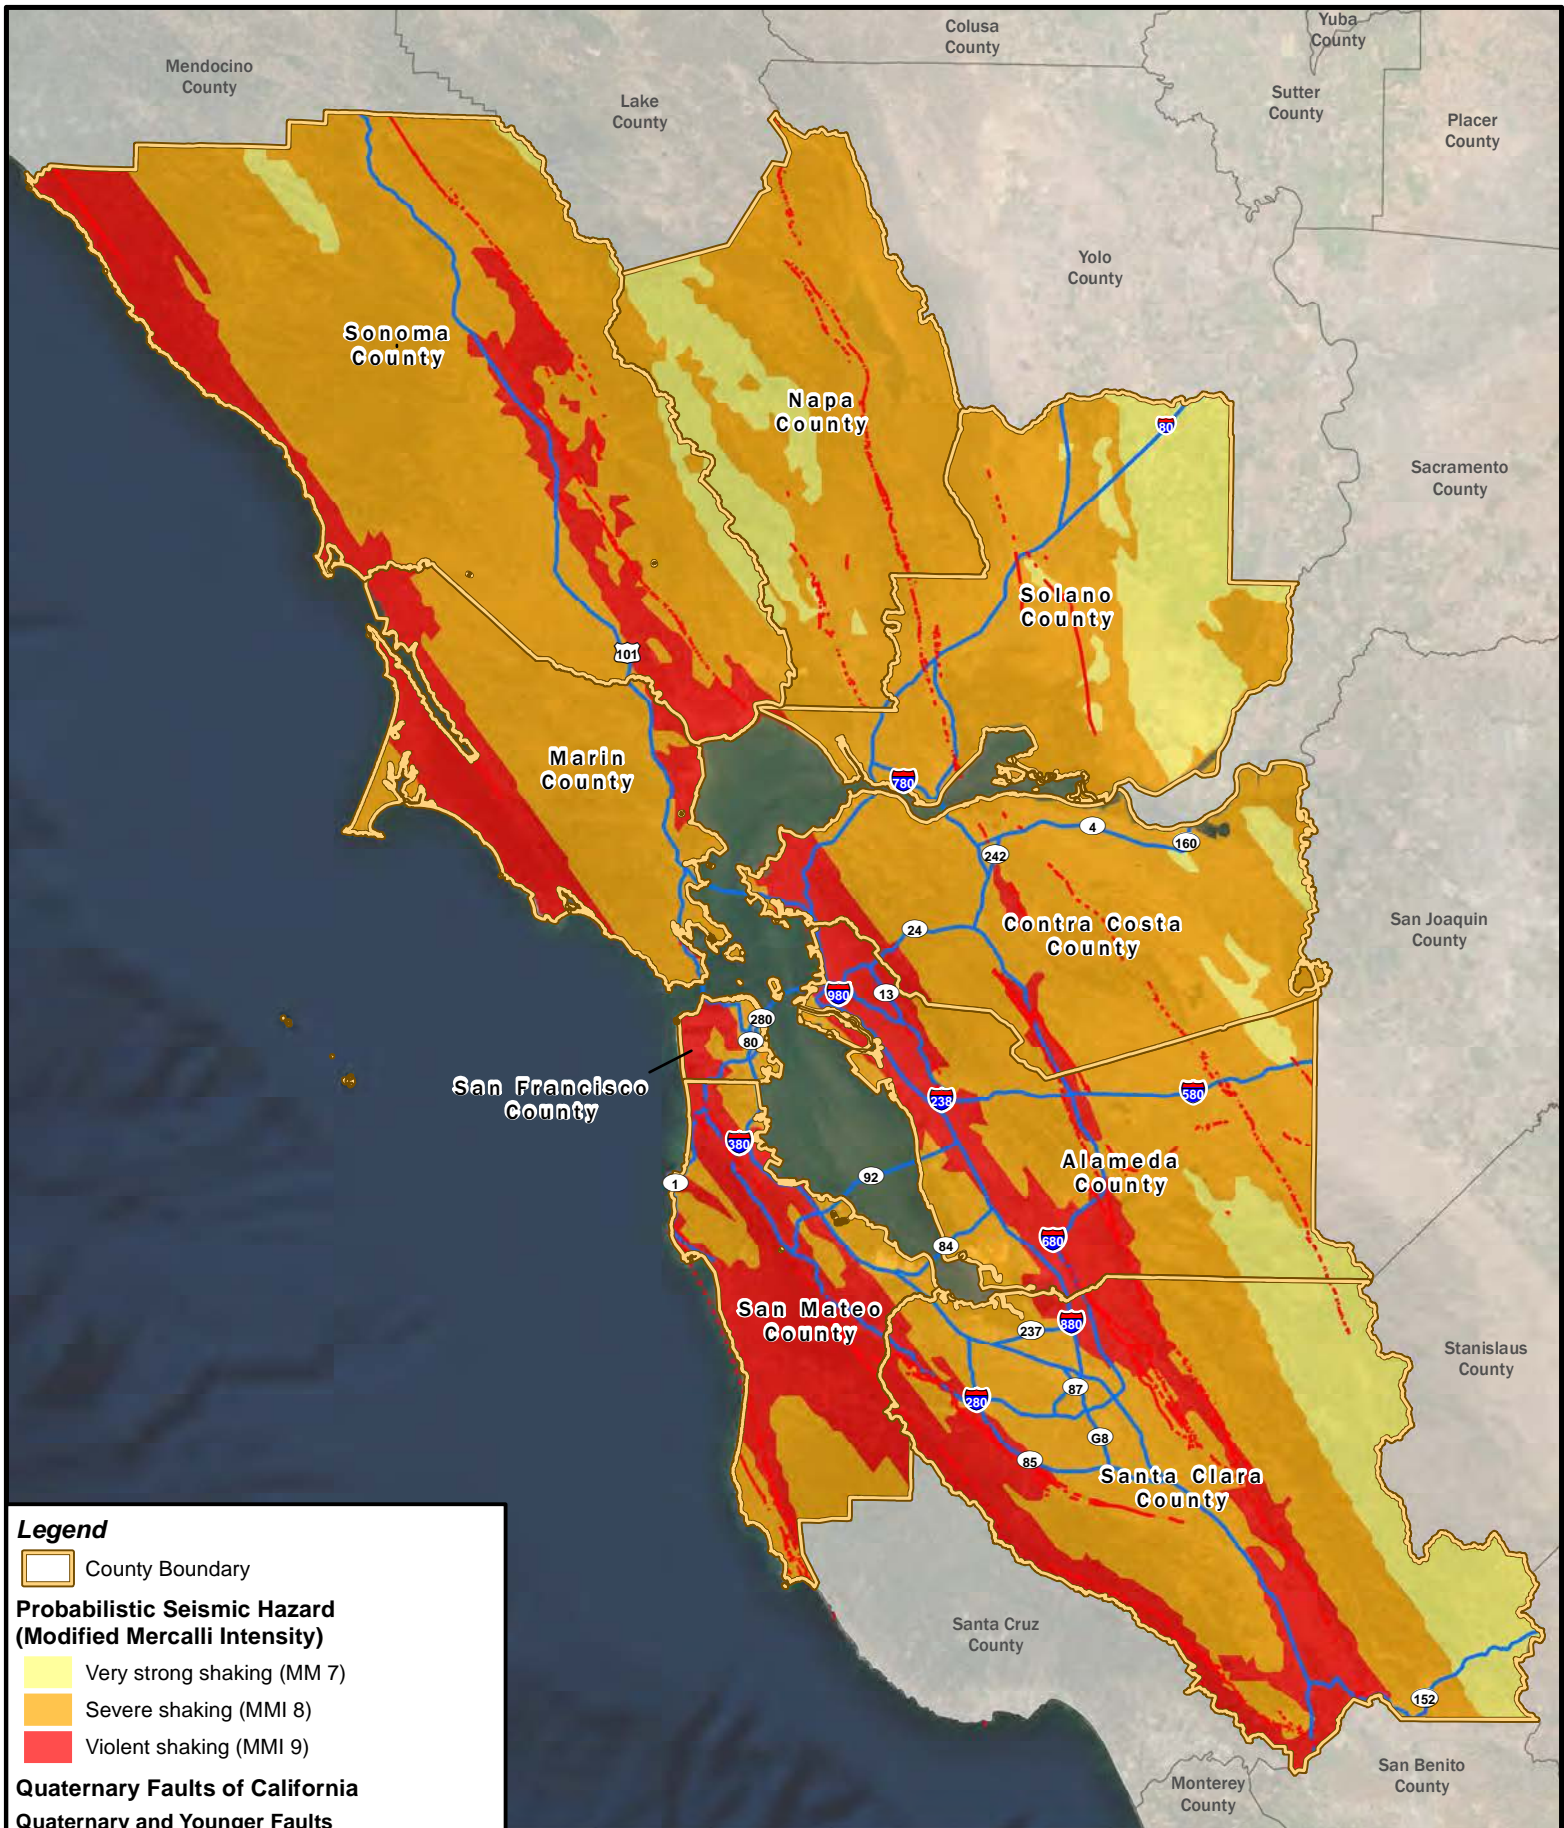 Colusa
County
Yuba
County
Mendocino
County
Lake
County
Sutter
County
Placer
County
Yolo
County
Sonoma
County
Napa
County
80
Sacramento
County
Solano
County
101
Marin
County
780
4
160
242
24
Contra Costa
County
San Joaquin
County
980
13
280
80
San Francisco
County
238
580
380
92
1
Alameda
County
680
84
San Mateo
County
237
880
Stanislaus
County
280
87
G8
85
Santa Clara
County
Santa Cruz
County
152
San Benito
County
Monterey
County
Legend
County Boundary
Probabilistic Seismic Hazard
(Modified Mercalli Intensity)
Very strong shaking (MM 7)
Severe shaking (MMI 8)
Violent shaking (MMI 9)
Quaternary Faults of California
Quaternary and Younger Faults